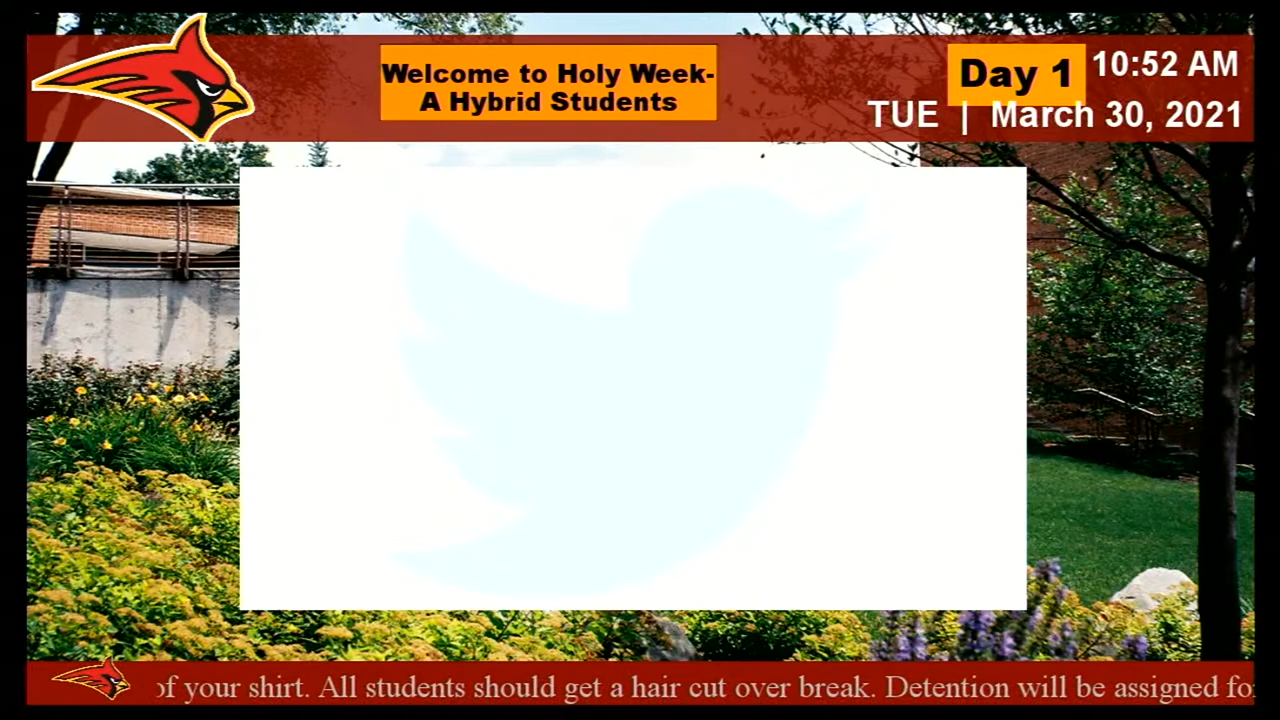 Welcome to Holy Week-
A Hybrid Students
Day 1
10:52 AM
TUE | March 30, 2021
of your shirt. All students should get a hair cut over break. Detention will be assigned for